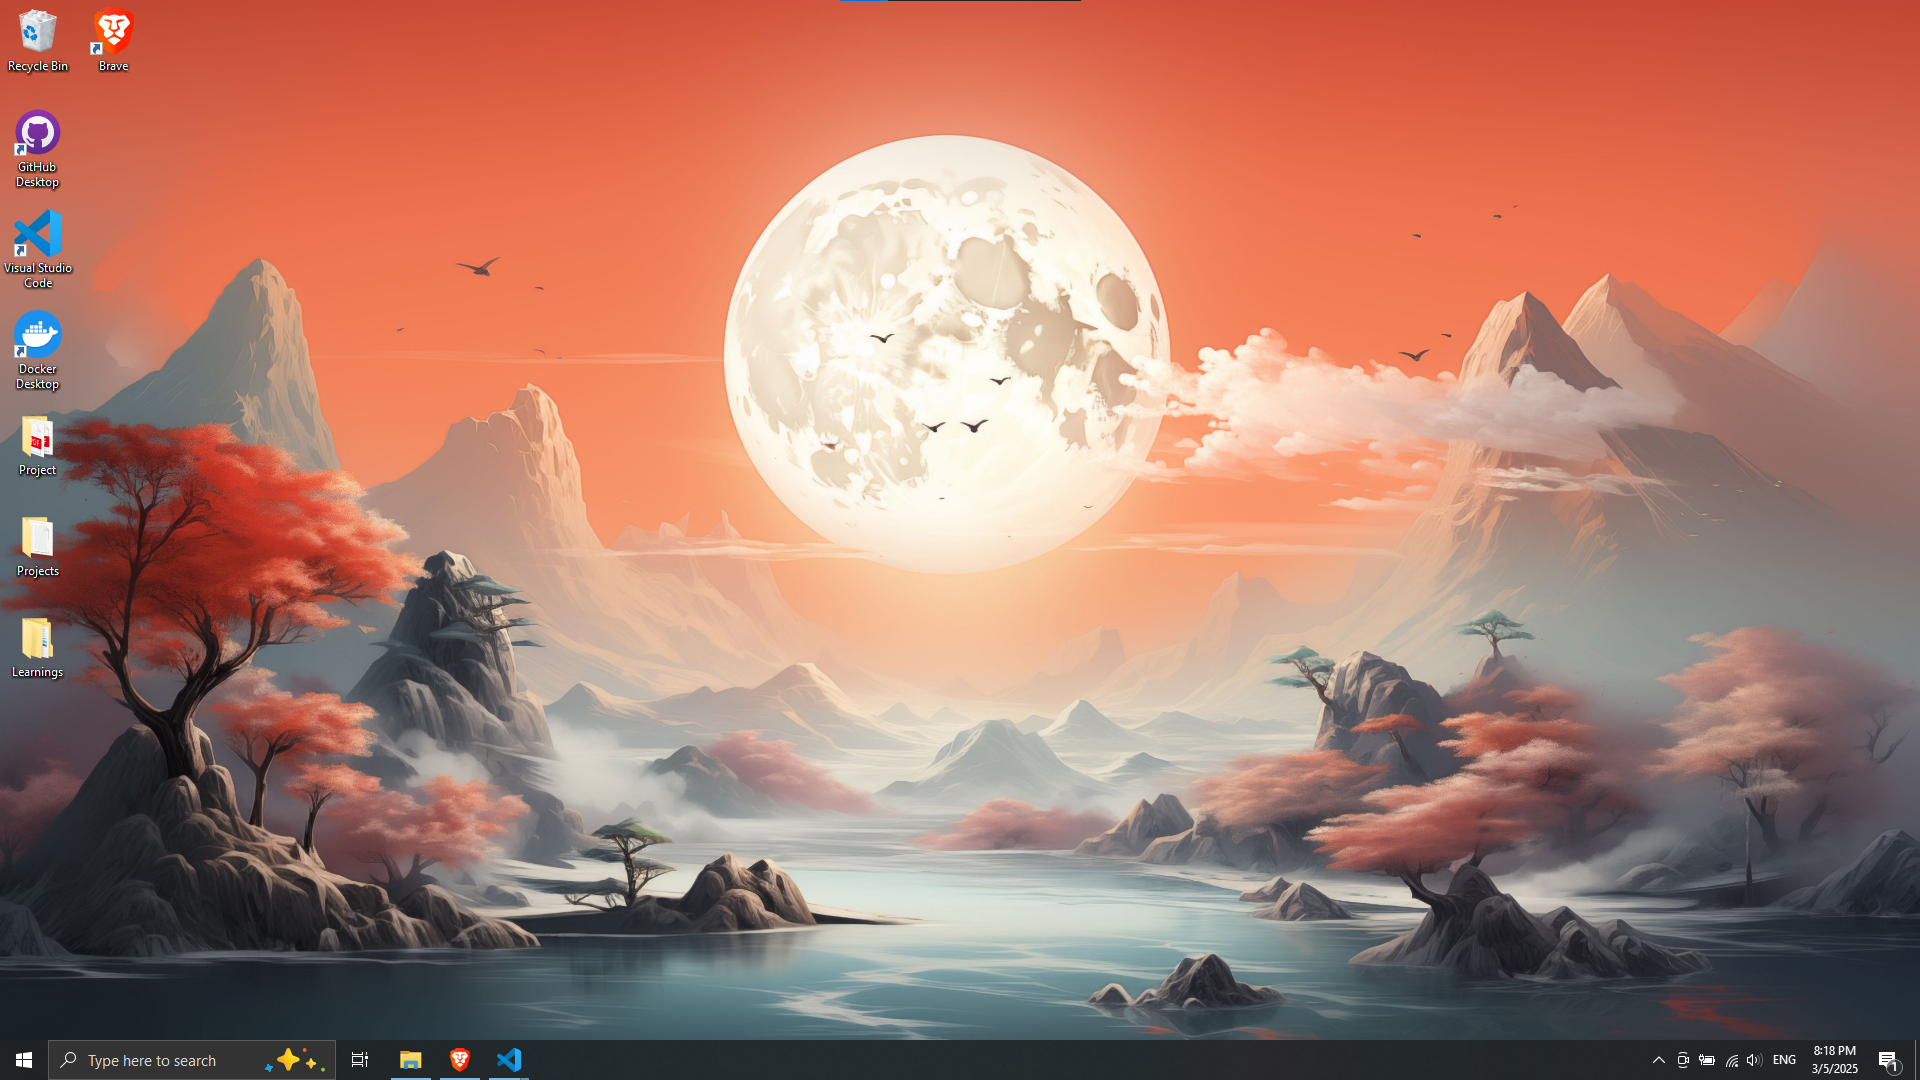 Recycle Bin
Brave
GitHub
Desktop
Visual Studio
Code
Docker
Desktop
Project
Projects
Learnings
Type here to search
ENG
8:18 PM
3/5/2025
1